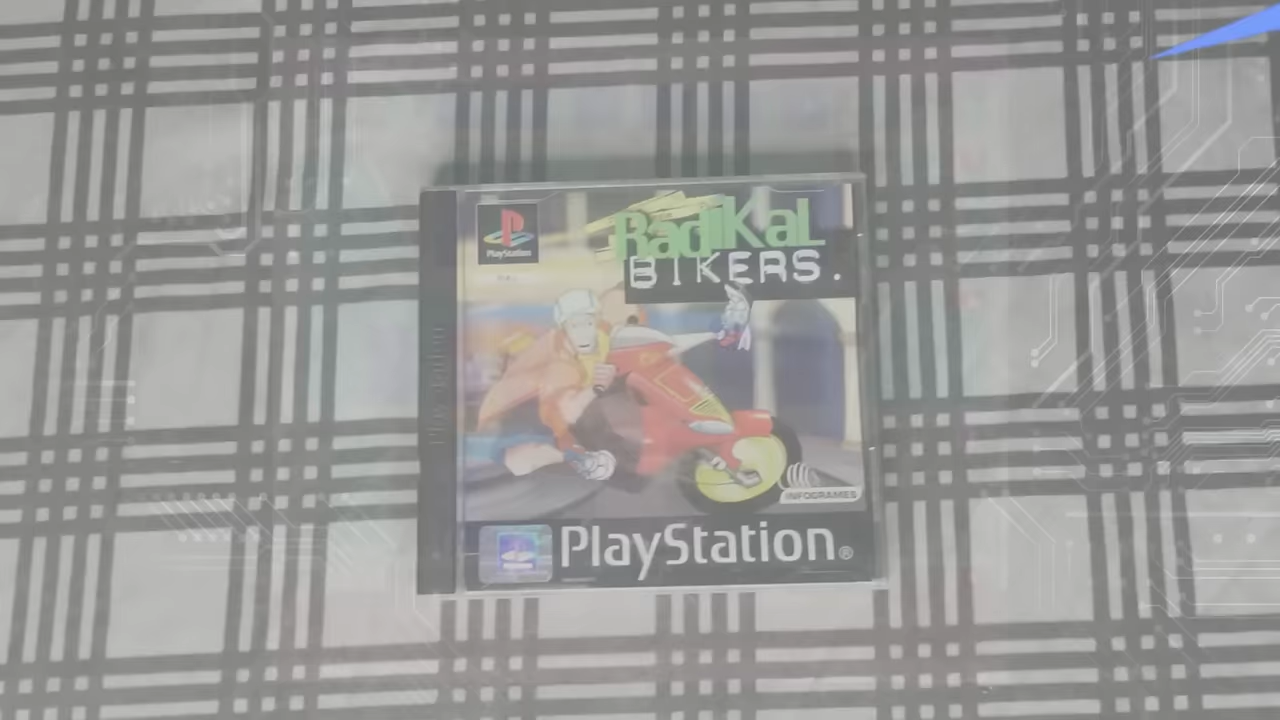 PlayStation
RadiKaL
BIKERS.
INFOGRAMES
PlayStation®